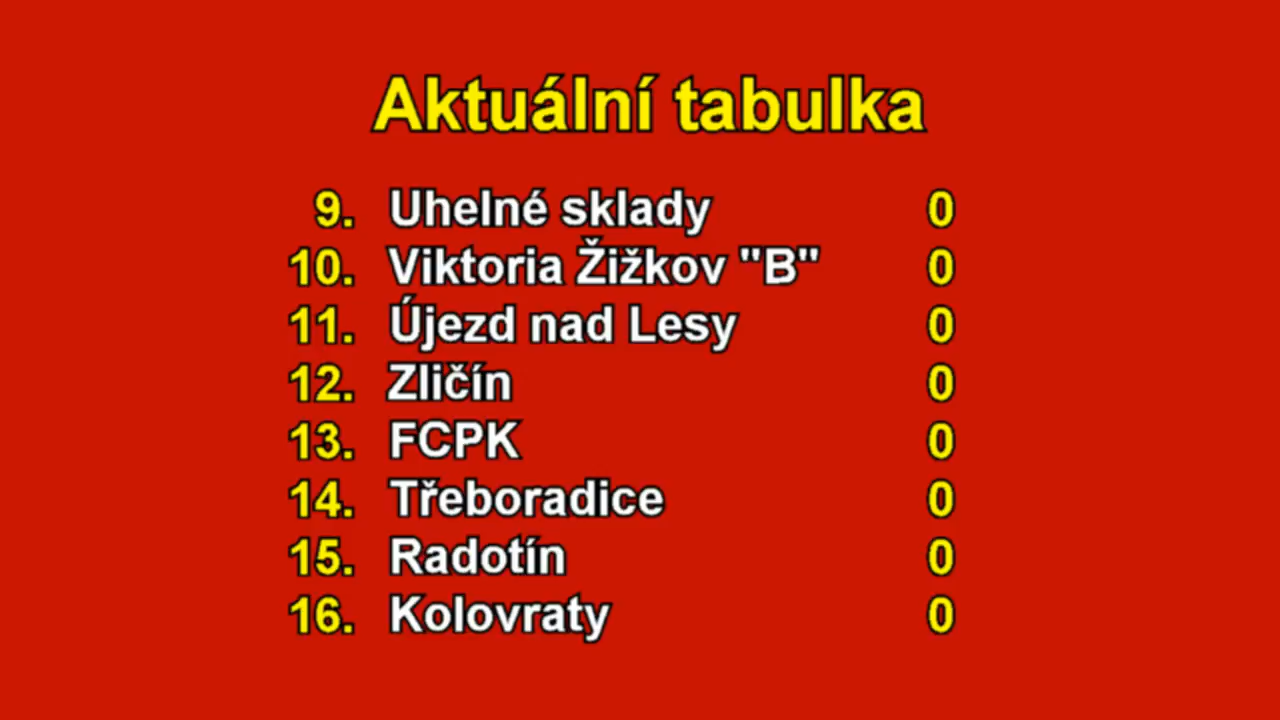 Aktuální tabulka
9. Uhelné sklady 0
10. Viktoria Žižkov "B" 0
11. Újezd nad Lesy 0
12. Zličín 0
13. FCPK 0
14. Třeboradice 0
15. Radotín 0
16. Kolovraty 0